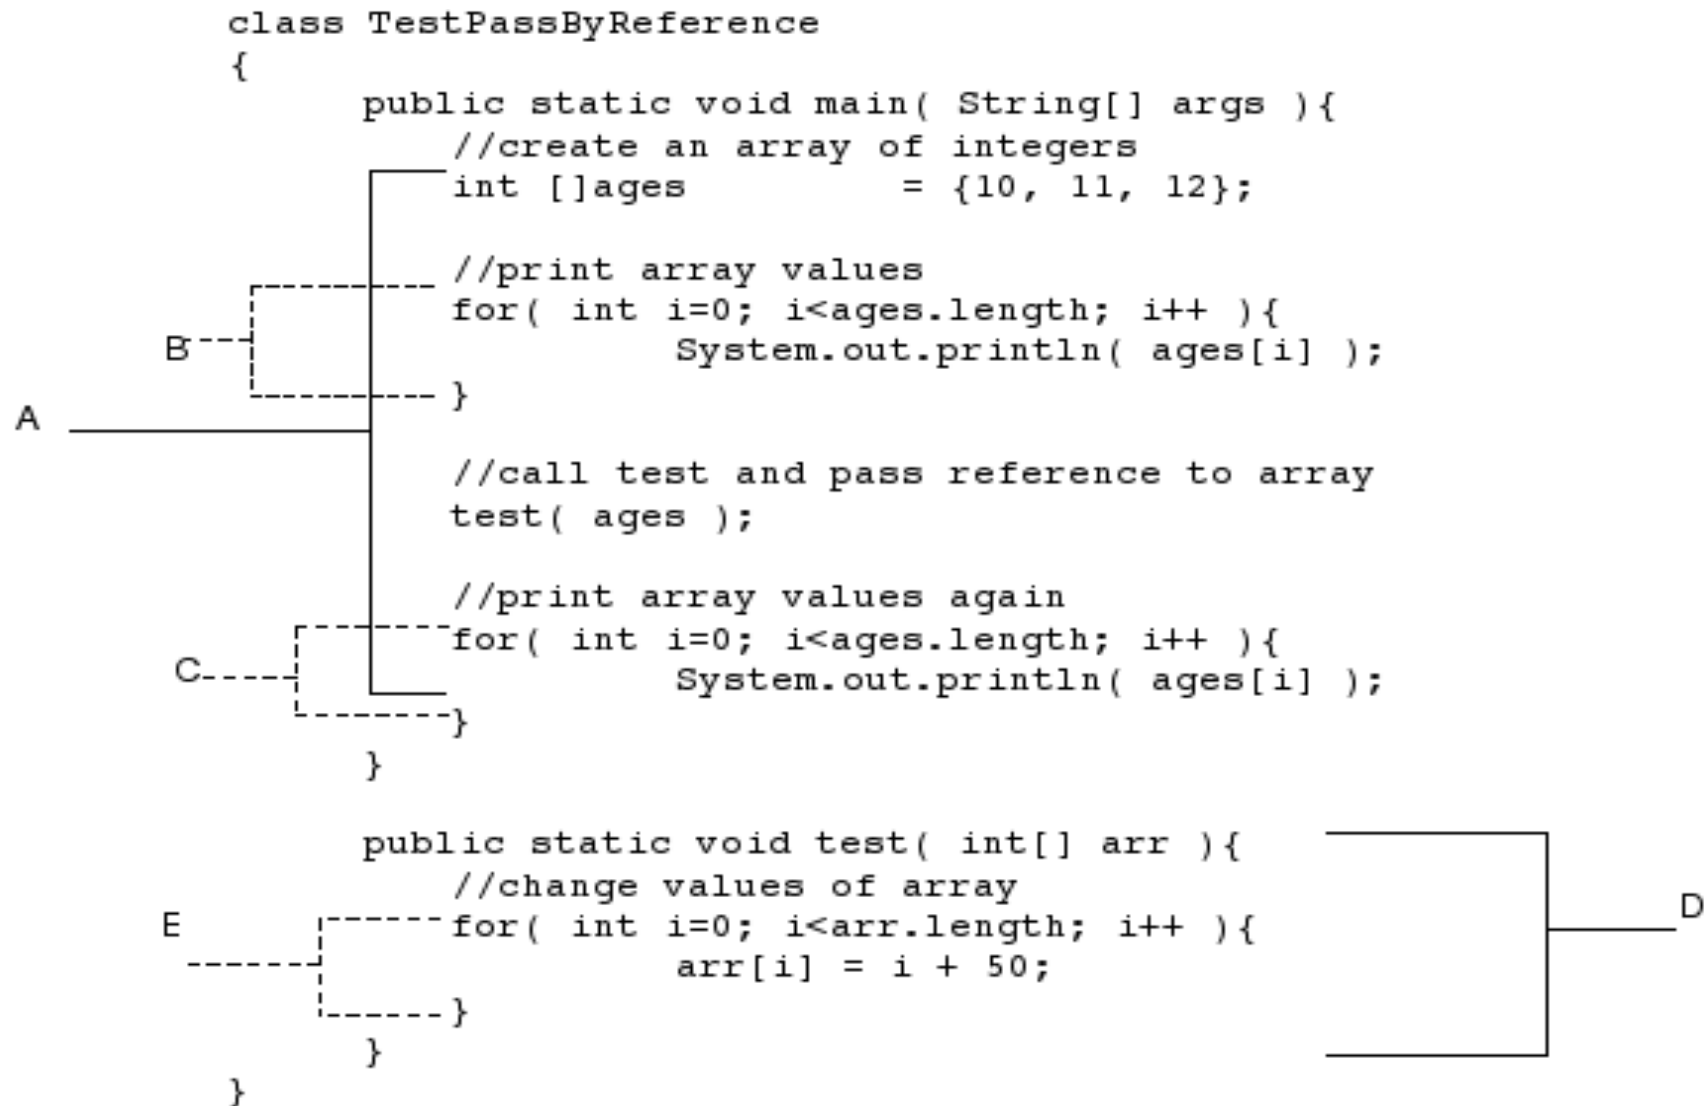 class TestPassByReference
{
public static void main( String[] args ){
//create an array of integers
int []ages = {10, 11, 12};
//print array values
for( int i=0; i<ages.length; i++ ){
B
System.out.println( ages[i] );
}
A
//call test and pass reference to array
test( ages );
//print array values again
for( int i=0; i<ages.length; i++ ){
C
System.out.println( ages[i] );
}
}
public static void test( int[] arr ){
//change values of array
E
for( int i=0; i<arr.length; i++ ){
D
arr[i] = i + 50;
}
}
}